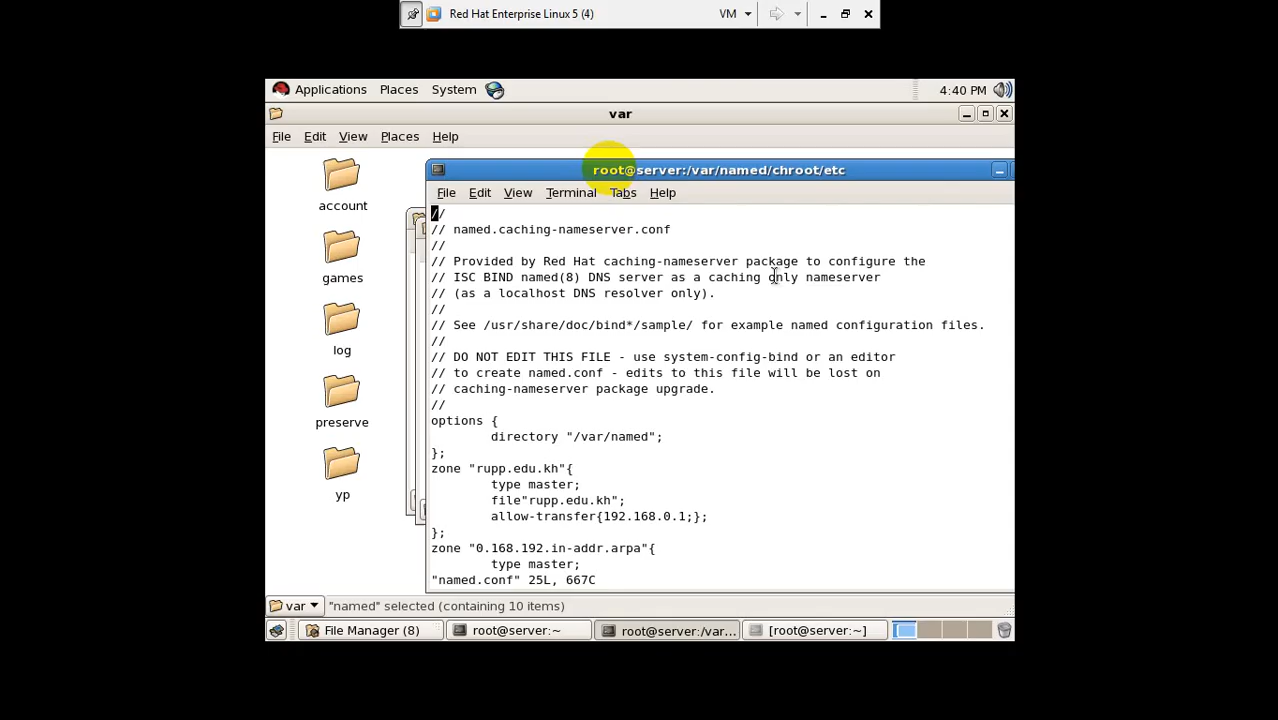 Red Hat Enterprise Linux 5 (4)
VM
Applications Places System
4:40 PM
var
File Edit View Places Help
account
games
log
preserve
yp
root@server:/var/named/chroot/etc
File Edit View Terminal Tabs Help
//
// named.caching-nameserver.conf
//
// Provided by Red Hat caching-nameserver package to configure the
// ISC BIND named(8) DNS server as a caching only nameserver
// (as a localhost DNS resolver only).
//
// See /usr/share/doc/bind*/sample/ for example named configuration files.
//
// DO NOT EDIT THIS FILE - use system-config-bind or an editor
// to create named.conf - edits to this file will be lost on
// caching-nameserver package upgrade.
//
options {
directory "/var/named";
};
zone "rupp.edu.kh"{
type master;
file"rupp.edu.kh";
allow-transfer{192.168.0.1;};
};
zone "0.168.192.in-addr.arpa"{
type master;
"named.conf" 25L, 667C
var "named" selected (containing 10 items)
File Manager (8) root@server:~ root@server:/var... [root@server:~]